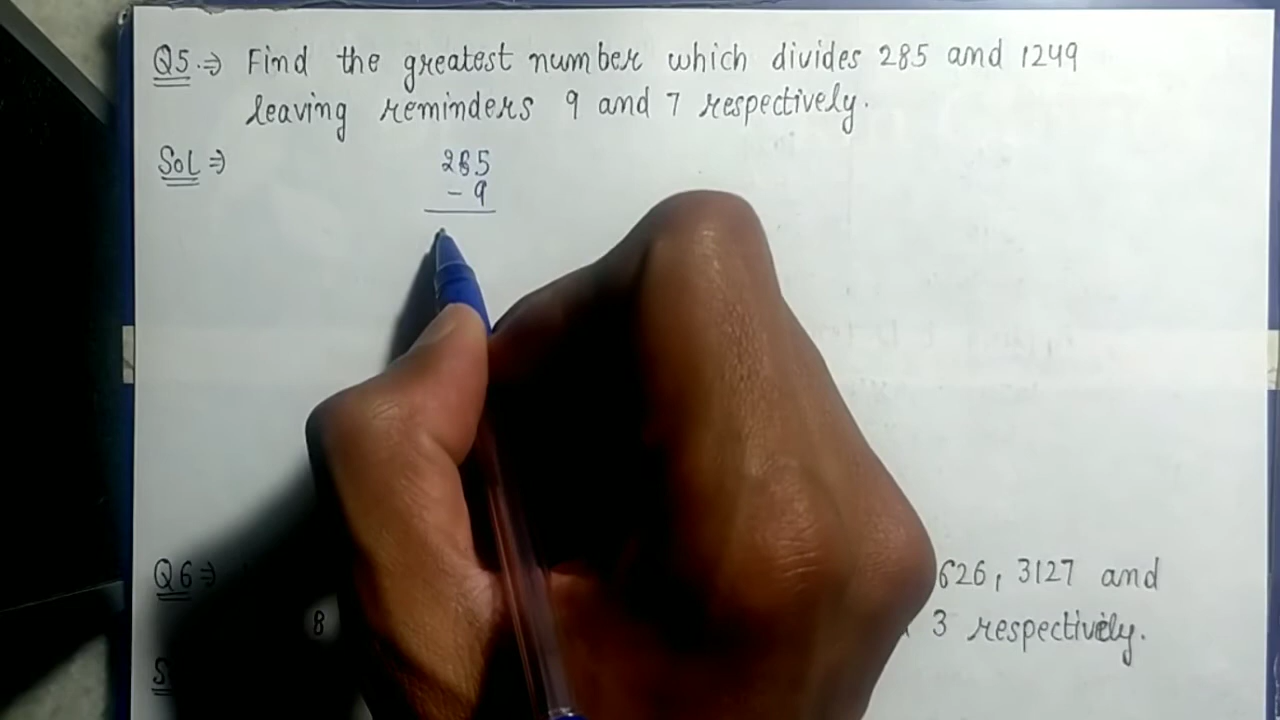 Q5.⇒ Find the greatest number which divides 285 and 1249
leaving reminders 9 and 7 respectively.
SOL⇒
285
- 9
Q6⇒ 626, 3127 and
8 3 respectively.
S